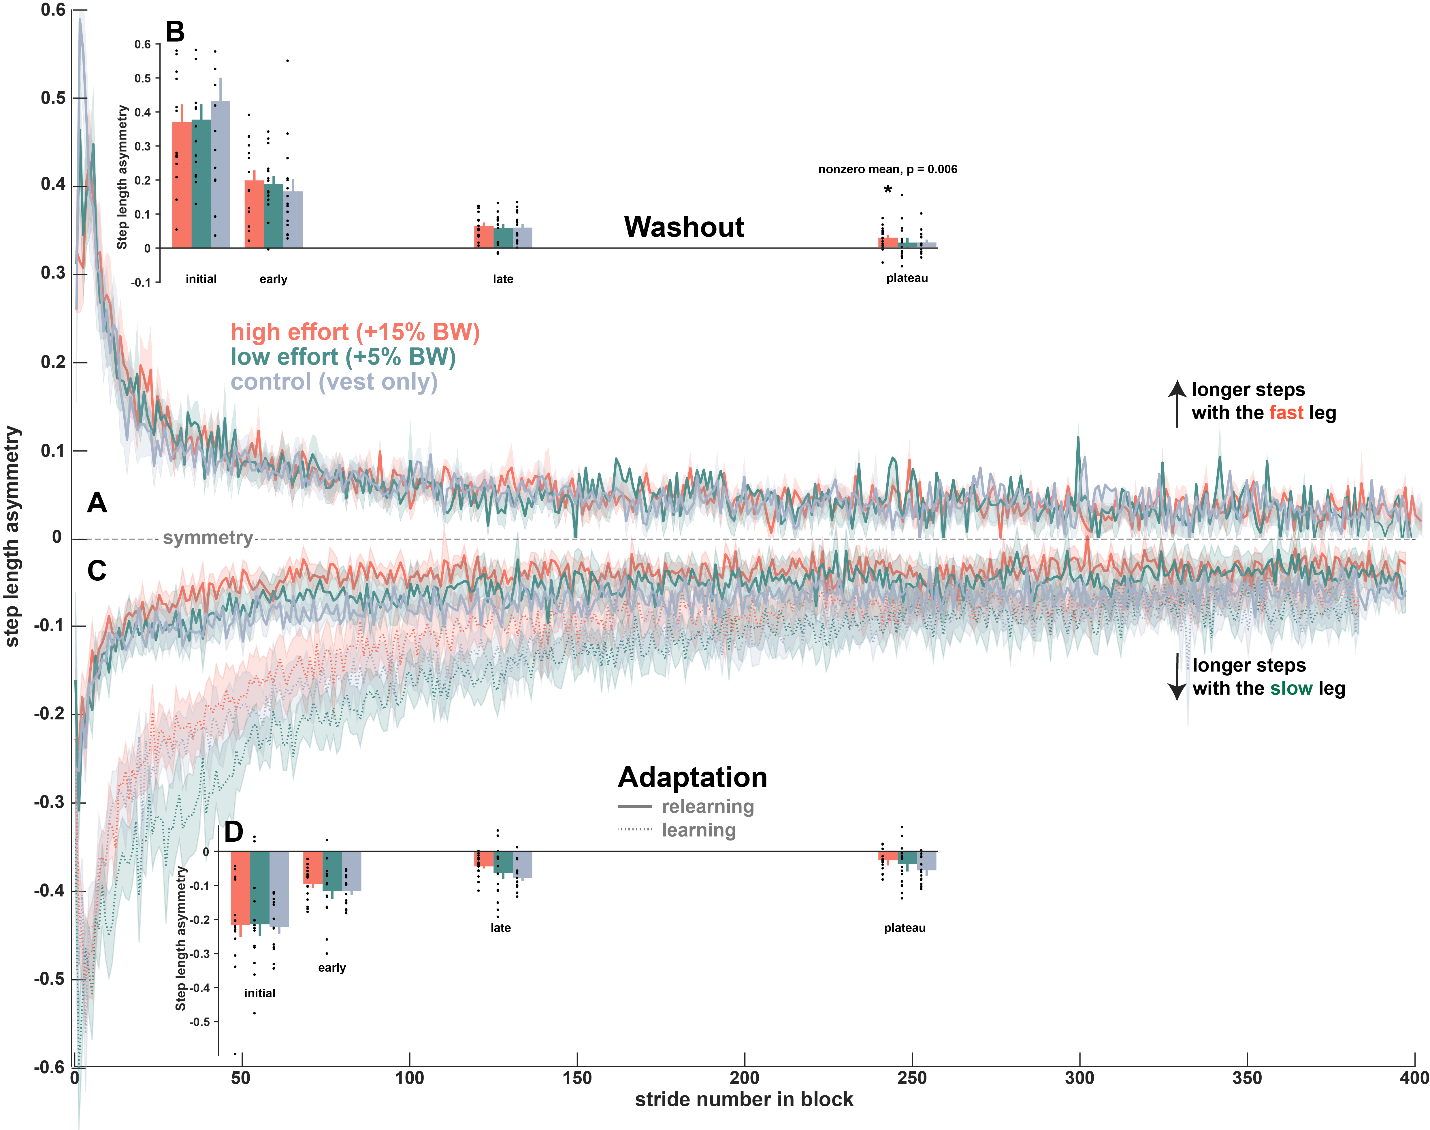 0.6
0.5
0.4
0.3
0.2
0.1
0
-0.1
-0.2
-0.3
-0.4
-0.5
-0.6
step length asymmetry
B
0.6
0.5
0.4
0.3
0.2
0.1
0
-0.1
Step length asymmetry
initial
early
late
plateau
nonzero mean, p = 0.006
*
Washout
high effort (+15% BW)
low effort (+5% BW)
control (vest only)
longer steps
with the fast leg
A
symmetry
C
longer steps
with the slow leg
Adaptation
relearning
learning
D
0
-0.1
-0.2
-0.3
-0.4
-0.5
Step length asymmetry
initial
early
late
plateau
0
50
100
150
200
250
300
350
400
stride number in block